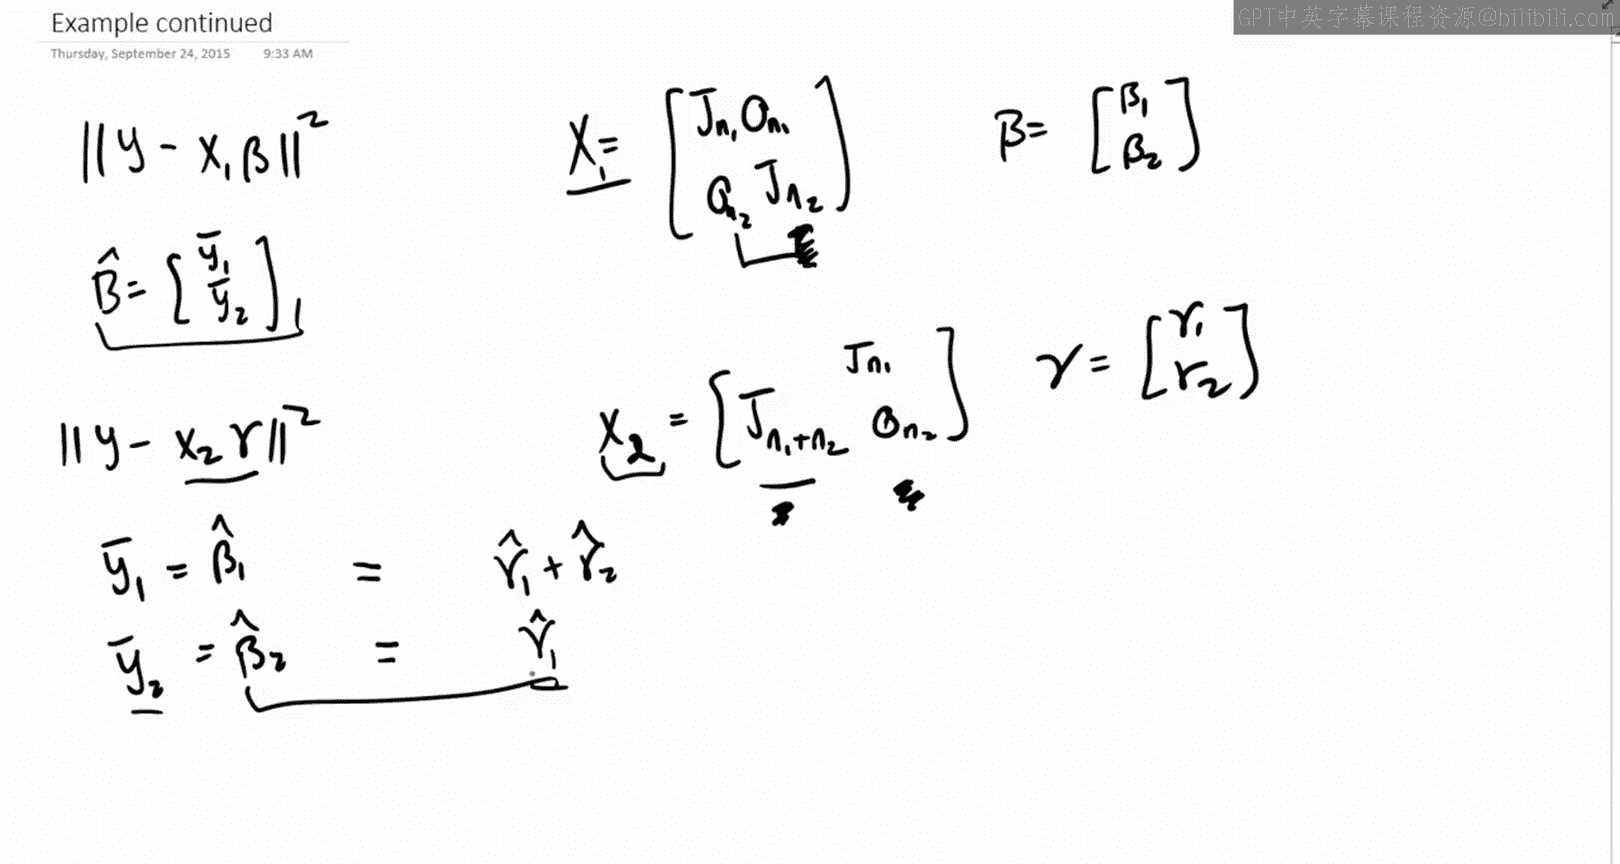 Example continued
Thursday, September 24, 2015 9:33 AM
GPT中英字幕课程资源@bilibili.com
||y - x₁β||²
X₁ = [J_{n₁} O_{n₁}
O_{n₂} J_{n₂}]
β = [β₁
β₂]
β̂ = [ȳ₁
ȳ₂]
||y - x₂γ||²
x₂ = [J_{n₁+n₂} J_{n₁}
O_{n₂}]
γ = [γ₁
γ₂]
ȳ₁ = β̂₁ = γ̂₁ + γ̂₂
ȳ₂ = β̂₂ = γ̂₁